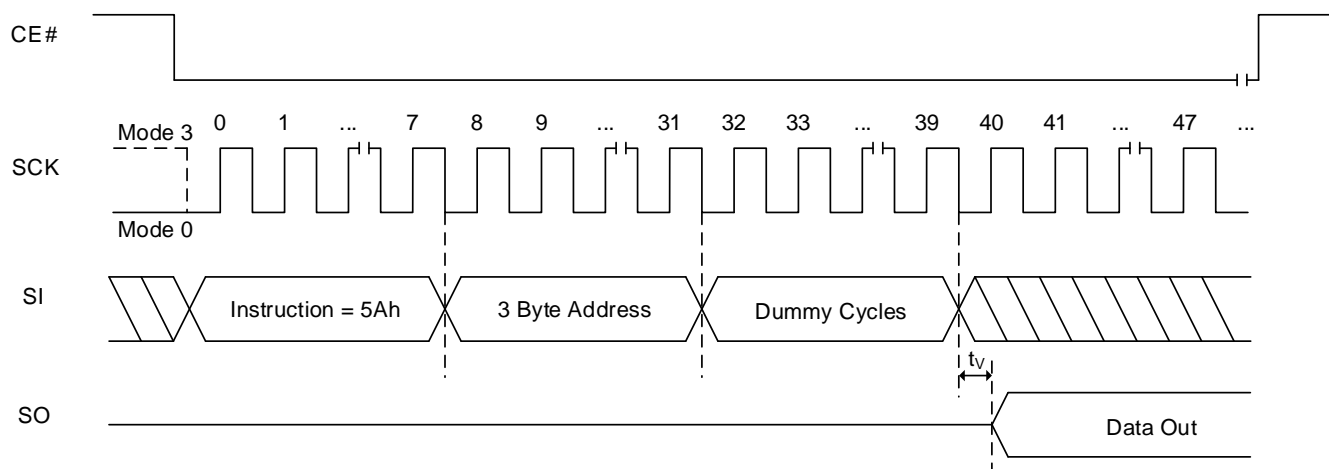 CE#
0 1 ... 7 8 9 ... 31 32 33 ... 39 40 41 ... 47 ...
Mode 3
SCK
Mode 0
SI
Instruction = 5Ah
3 Byte Address
Dummy Cycles
tV
SO
Data Out